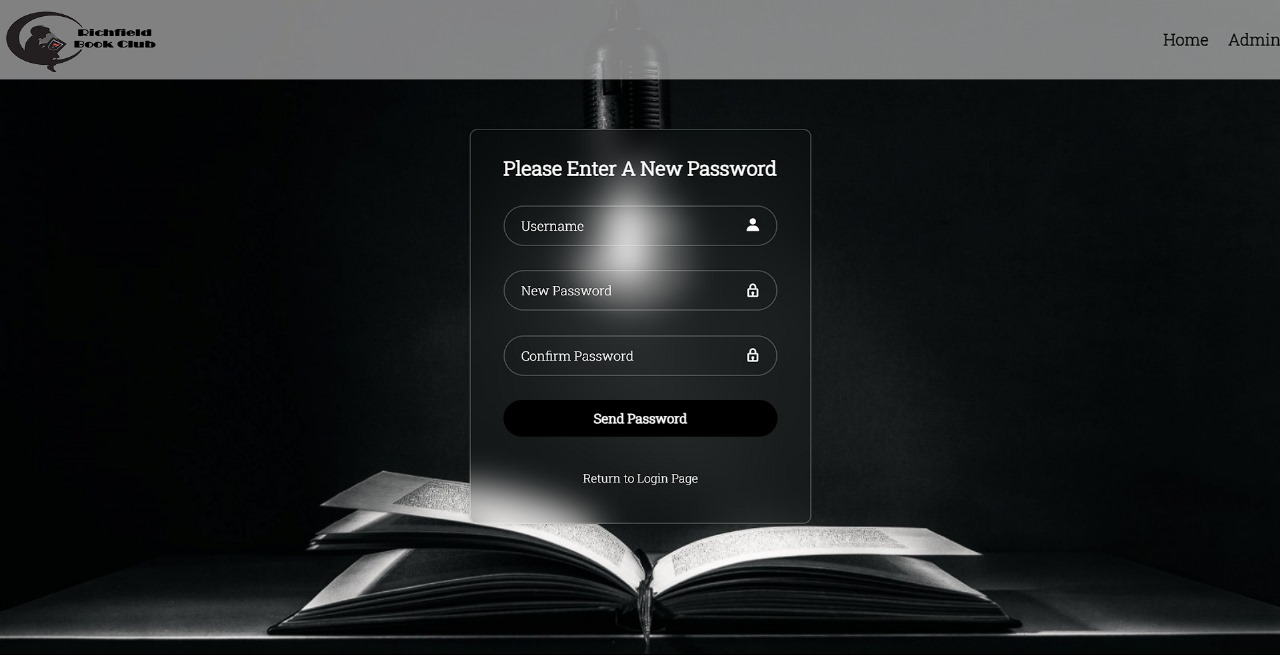 Richfield
Book Club
Home Admin
Please Enter A New Password
Username
New Password
Confirm Password
Send Password
Return to Login Page